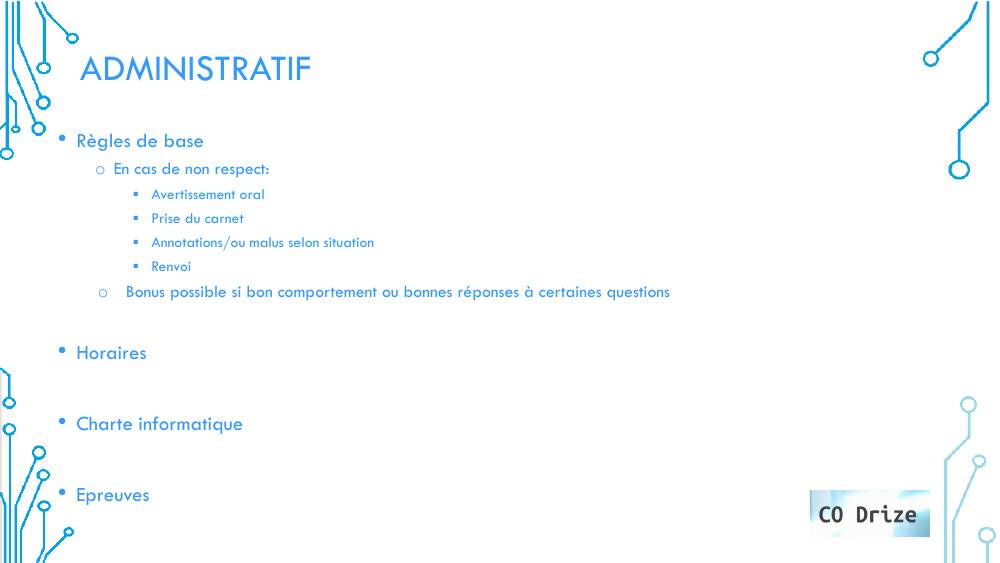 ADMINISTRATIF
• Règles de base
o En cas de non respect:
▪ Avertissement oral
▪ Prise du carnet
▪ Annotations/ou malus selon situation
▪ Renvoi
o Bonus possible si bon comportement ou bonnes réponses à certaines questions
• Horaires
• Charte informatique
• Epreuves
CO Drize